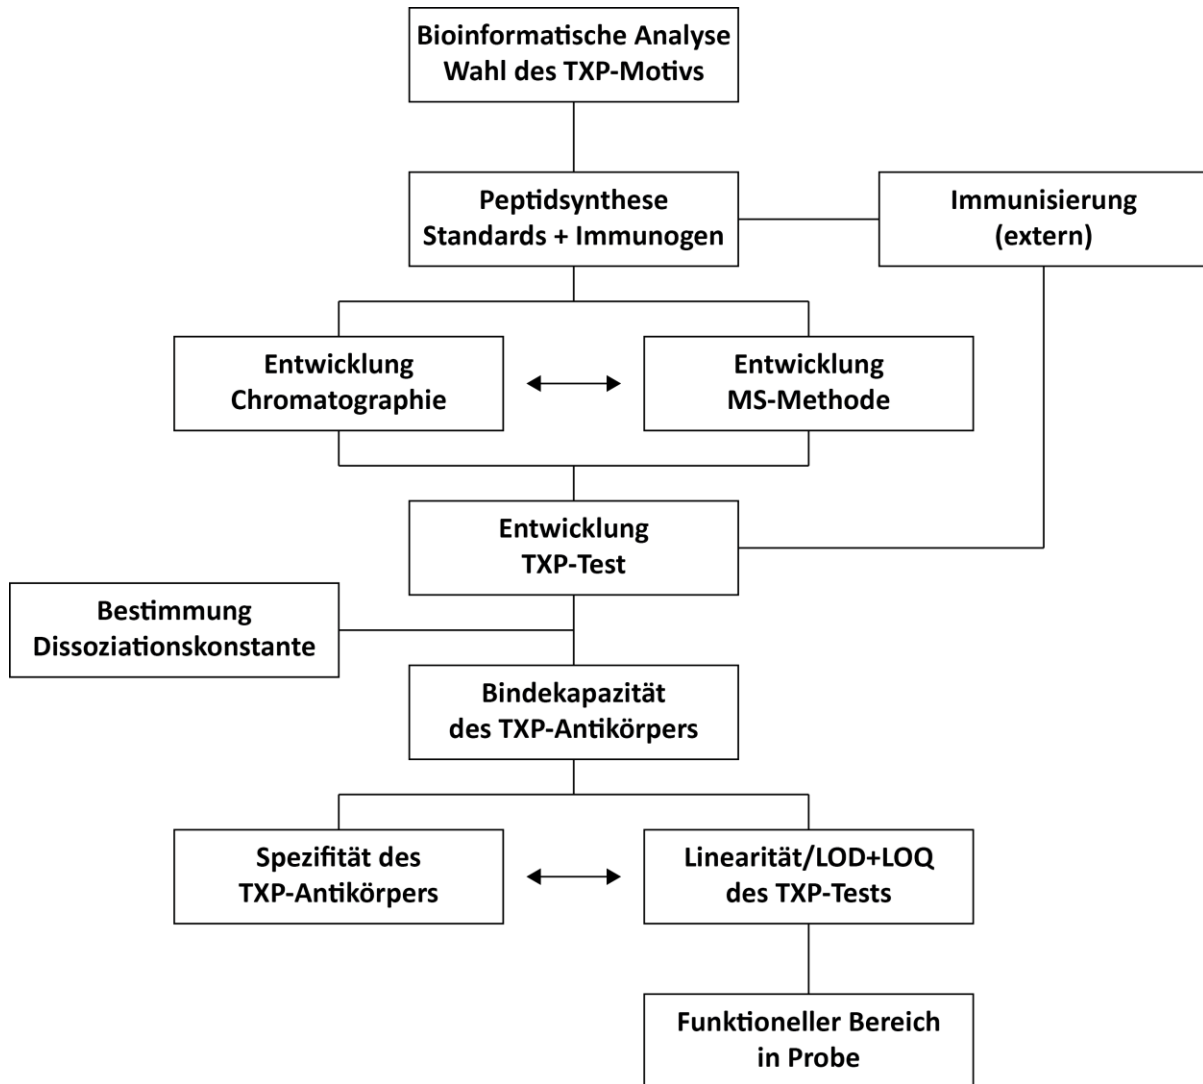 Bioinformatische Analyse
Wahl des TXP-Motivs
Peptidsynthese
Standards + Immunogen
Immunisierung
(extern)
Entwicklung
Chromatographie
Entwicklung
MS-Methode
Entwicklung
TXP-Test
Bestimmung
Dissoziationskonstante
Bindekapazität
des TXP-Antikörpers
Spezifität des
TXP-Antikörpers
Linearität/LOD+LOQ
des TXP-Tests
Funktioneller Bereich
in Probe